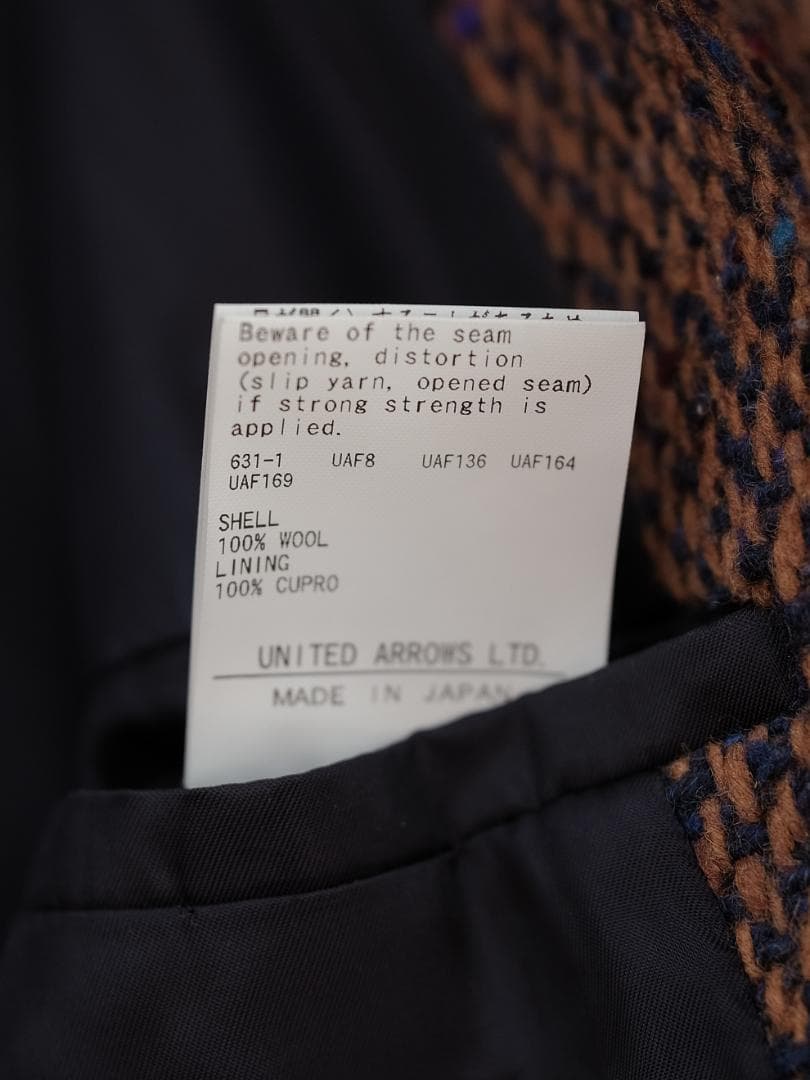 Beware of the seam
opening, distortion
(slip yarn, opened seam)
if strong strength is
applied.
631-1 UAF8 UAF136 UAF164
UAF169
SHELL
100% WOOL
LINING
100% CUPRO
UNITED ARROWS LTD.
MADE IN JAPAN